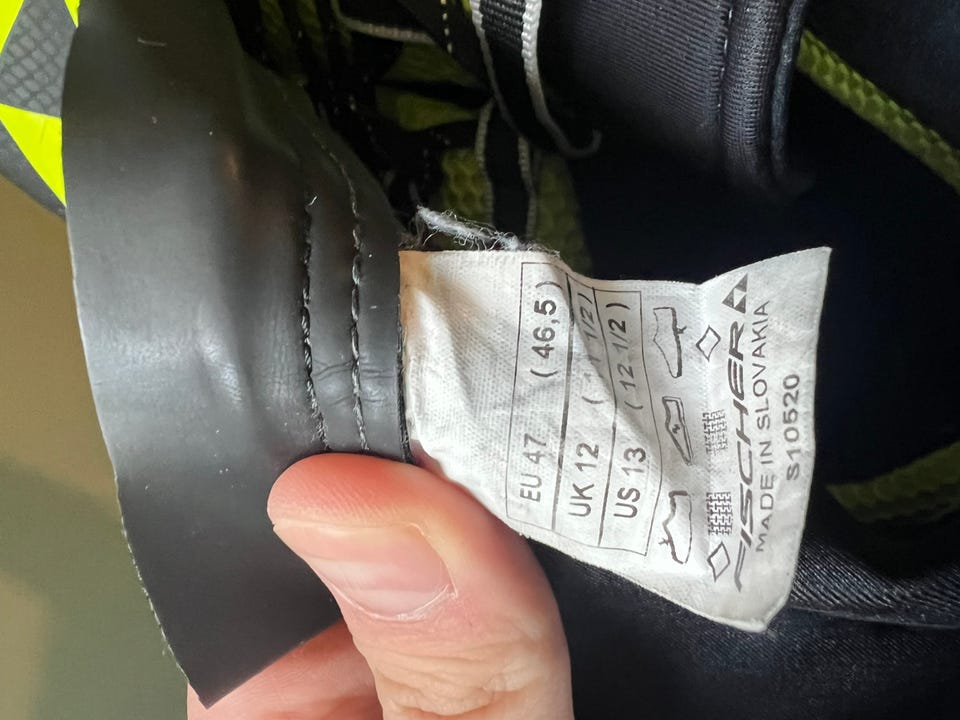 EU 47 (46,5)
UK 12 (11 1/2)
US 13 (12 1/2)
FISCHER
MADE IN SLOVAKIA
S10520